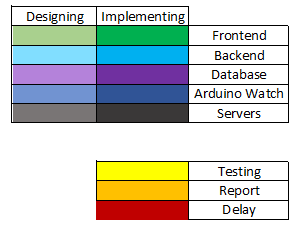 Designing Implementing
Frontend
Backend
Database
Arduino Watch
Servers
Testing
Report
Delay